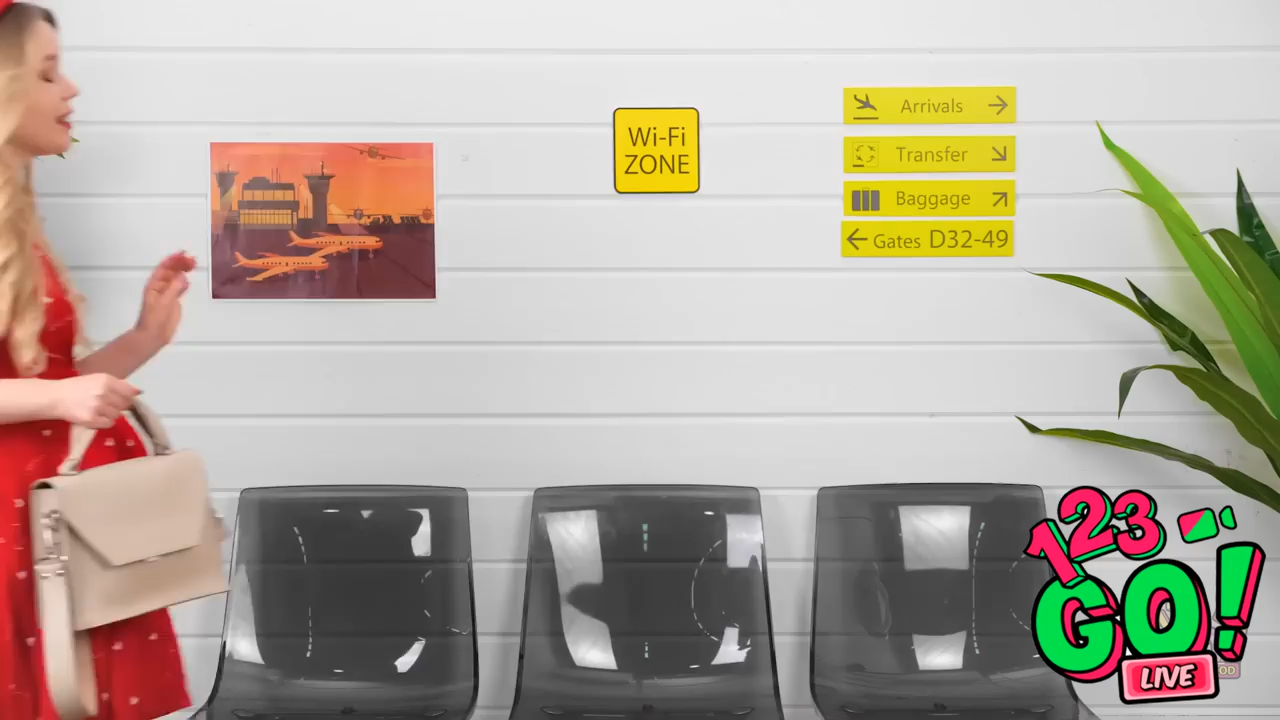 Wi-Fi
ZONE
Arrivals
Transfer
Baggage
Gates D32-49
123
GO!
LIVE